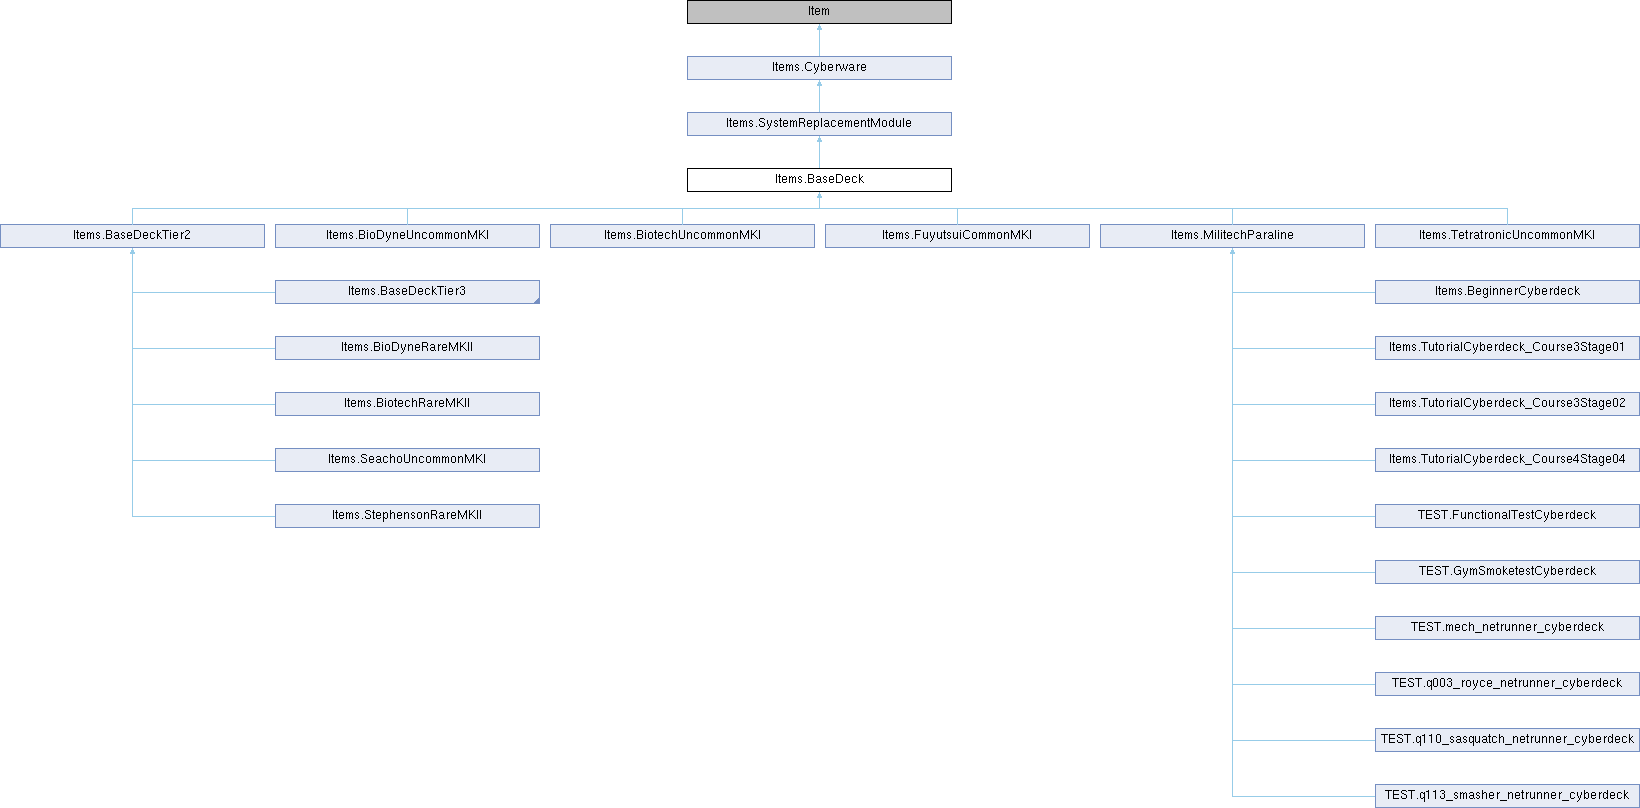 Item
Items.Cyberware
Items.SystemReplacementModule
Items.BaseDeck
Items.BaseDeckTier2
Items.BioDyneUncommonMKI
Items.BiotechUncommonMKI
Items.FuyutsuiCommonMKI
Items.MilitechParaline
Items.TetratronicUncommonMKI
Items.BaseDeckTier3
Items.BioDyneRareMKII
Items.BiotechRareMKII
Items.SeachoUncommonMKI
Items.StephensonRareMKII
Items.BeginnerCyberdeck
Items.TutorialCyberdeck_Course3Stage01
Items.TutorialCyberdeck_Course3Stage02
Items.TutorialCyberdeck_Course4Stage04
TEST.FunctionalTestCyberdeck
TEST.GymSmoketestCyberdeck
TEST.mech_netrunner_cyberdeck
TEST.q003_royce_netrunner_cyberdeck
TEST.q110_sasquatch_netrunner_cyberdeck
TEST.q113_smasher_netrunner_cyberdeck